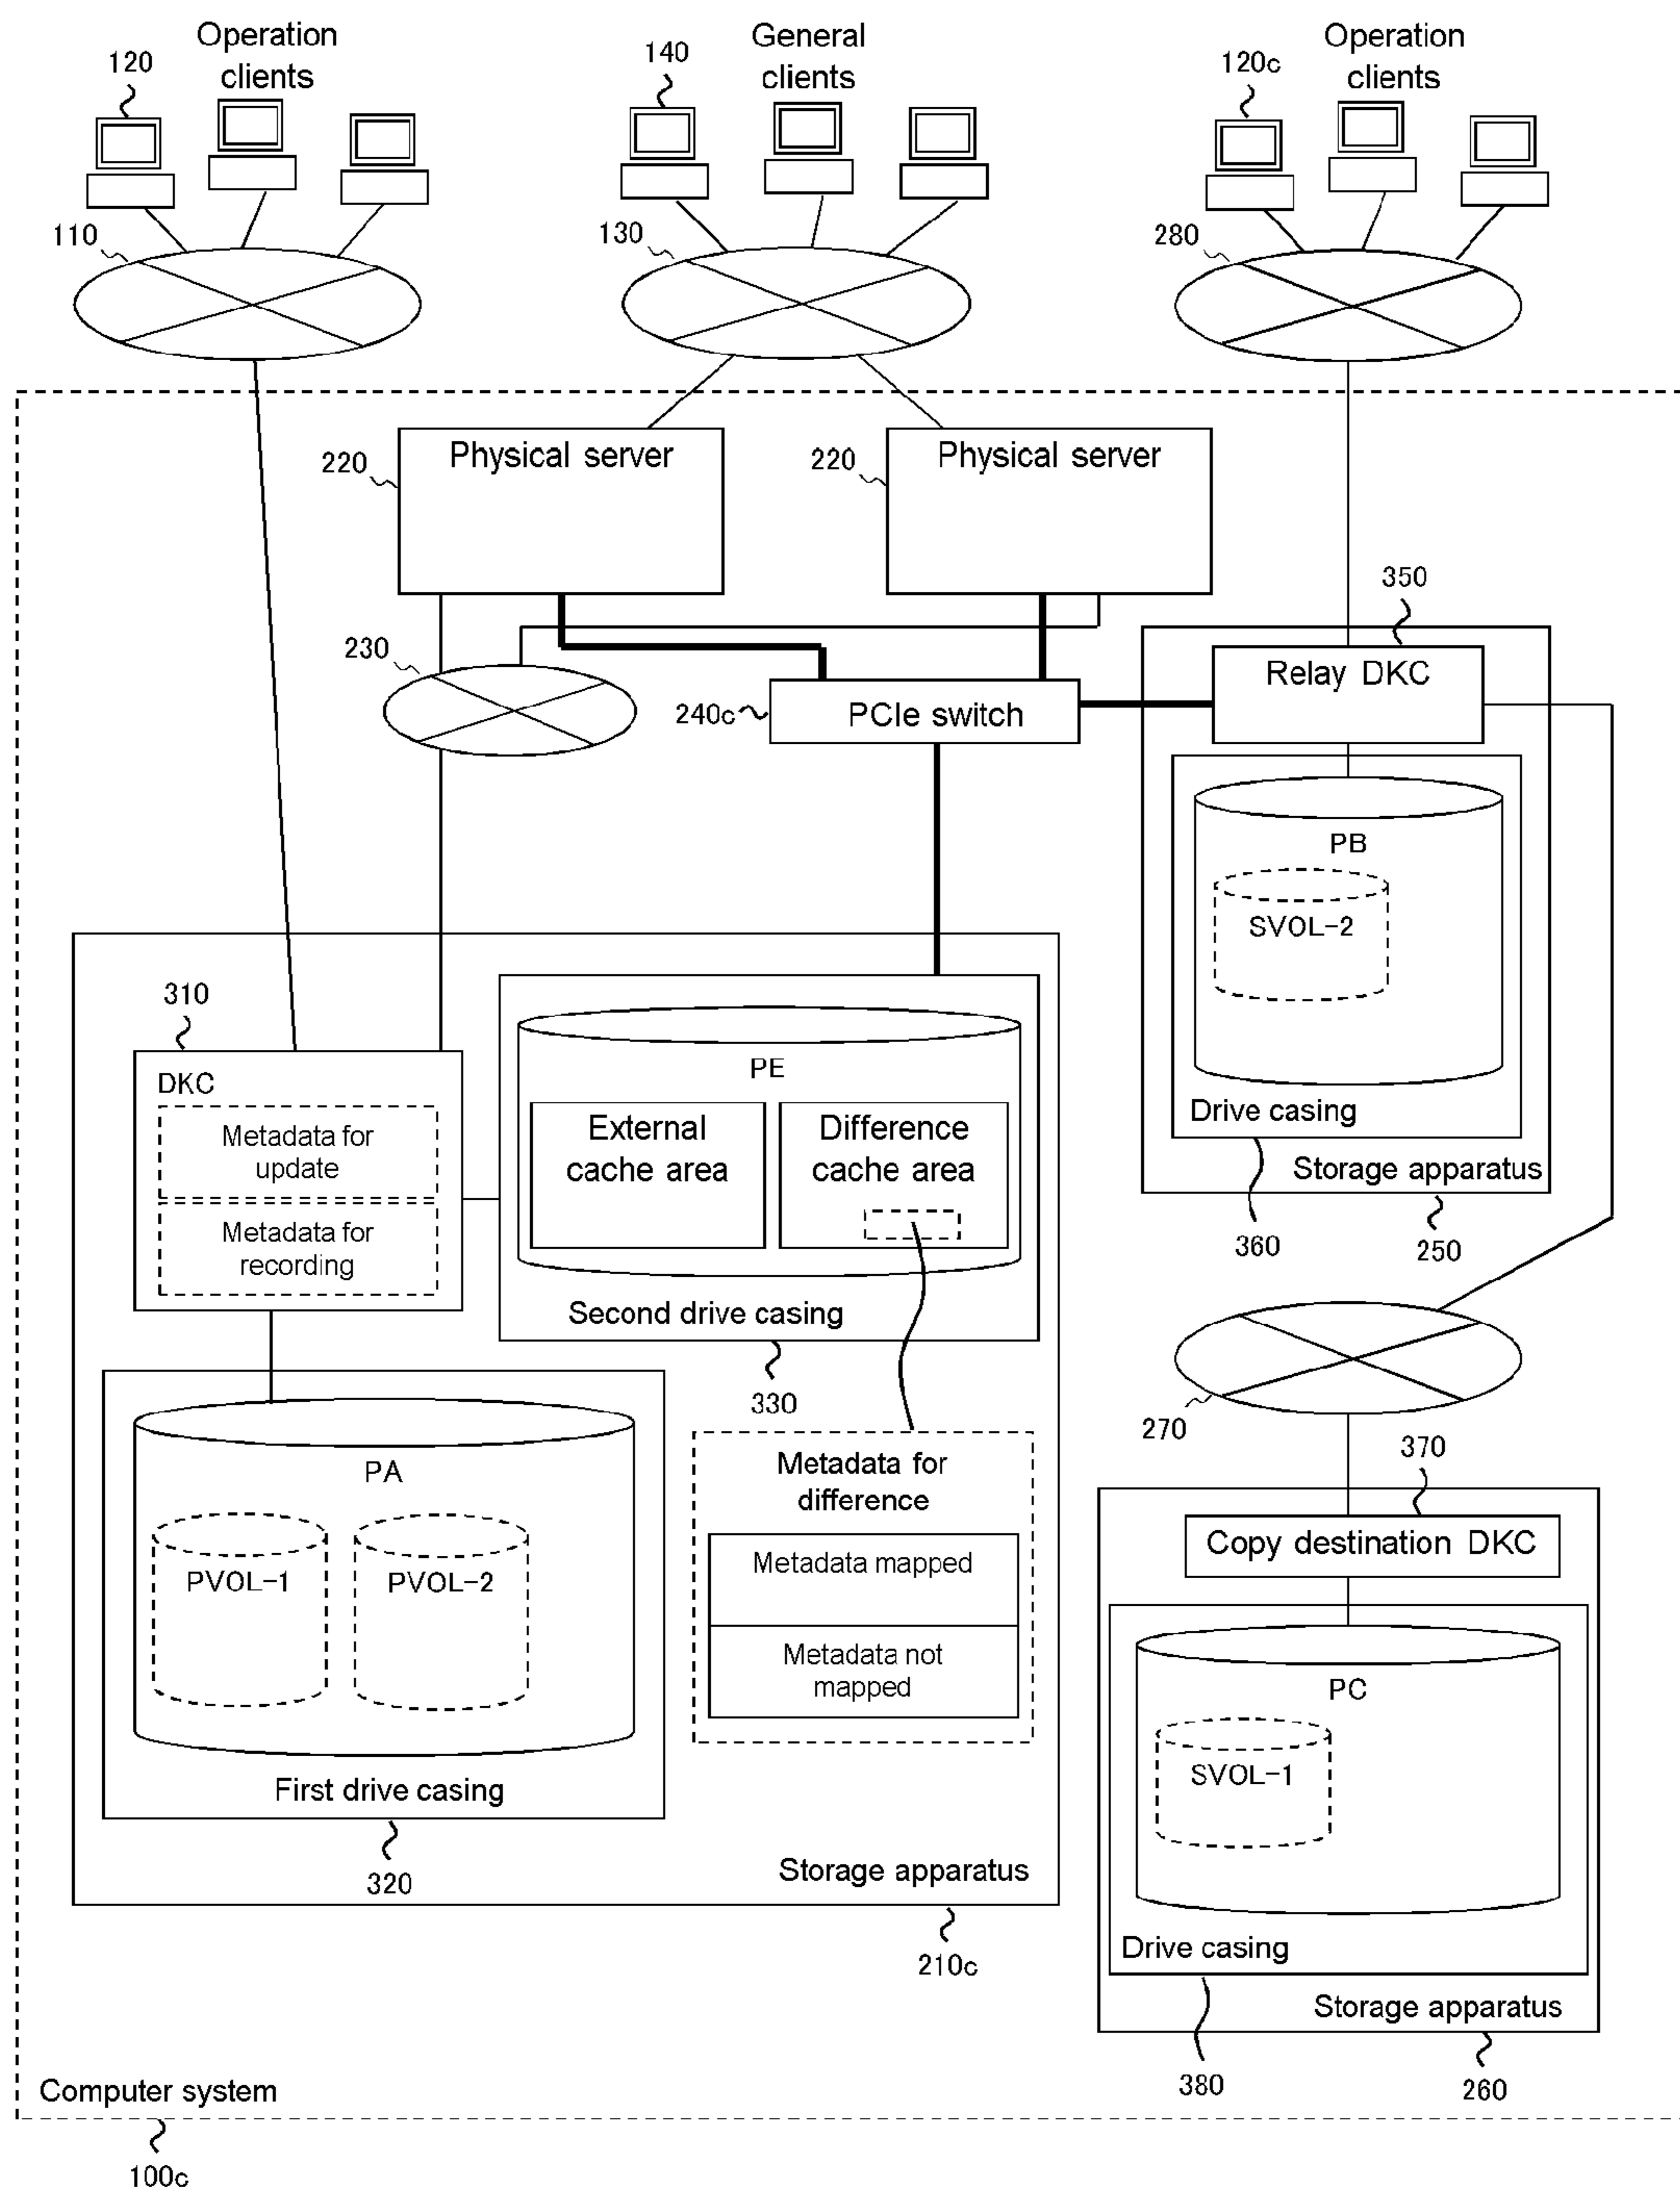 Operation
clients
120
General
clients
140
Operation
clients
120c
110
130
280
Physical server
220
Physical server
220
350
230
Relay DKC
240c
PCIe switch
PB
SVOL-2
310
DKC
PE
Metadata for
update
External
cache area
Difference
cache area
Drive casing
Storage apparatus
Metadata for
recording
360
250
Second drive casing
330
270
370
PA
Metadata for
difference
Copy destination DKC
PVOL-1
PVOL-2
Metadata mapped
Metadata not
mapped
PC
SVOL-1
First drive casing
320
Storage apparatus
210c
Drive casing
Storage apparatus
380
260
Computer system
100c